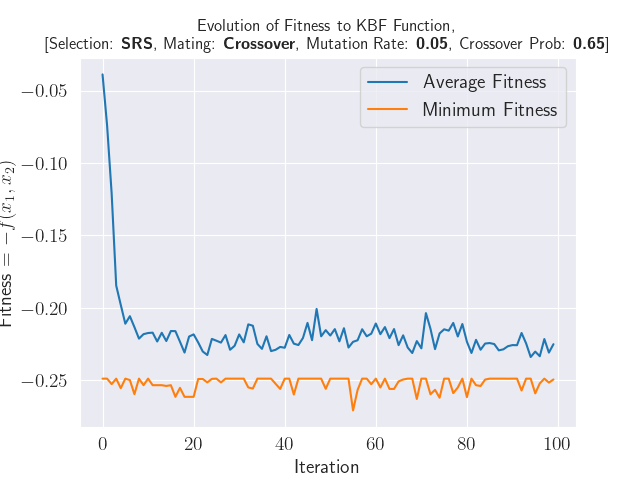 Evolution of Fitness to KBF Function,
[Selection: SRS, Mating: Crossover, Mutation Rate: 0.05, Crossover Prob: 0.65]
Average Fitness
Minimum Fitness
−0.05
−0.10
−0.15
−0.20
−0.25
Fitness = −f(x₁, x₂)
0 20 40 60 80 100
Iteration